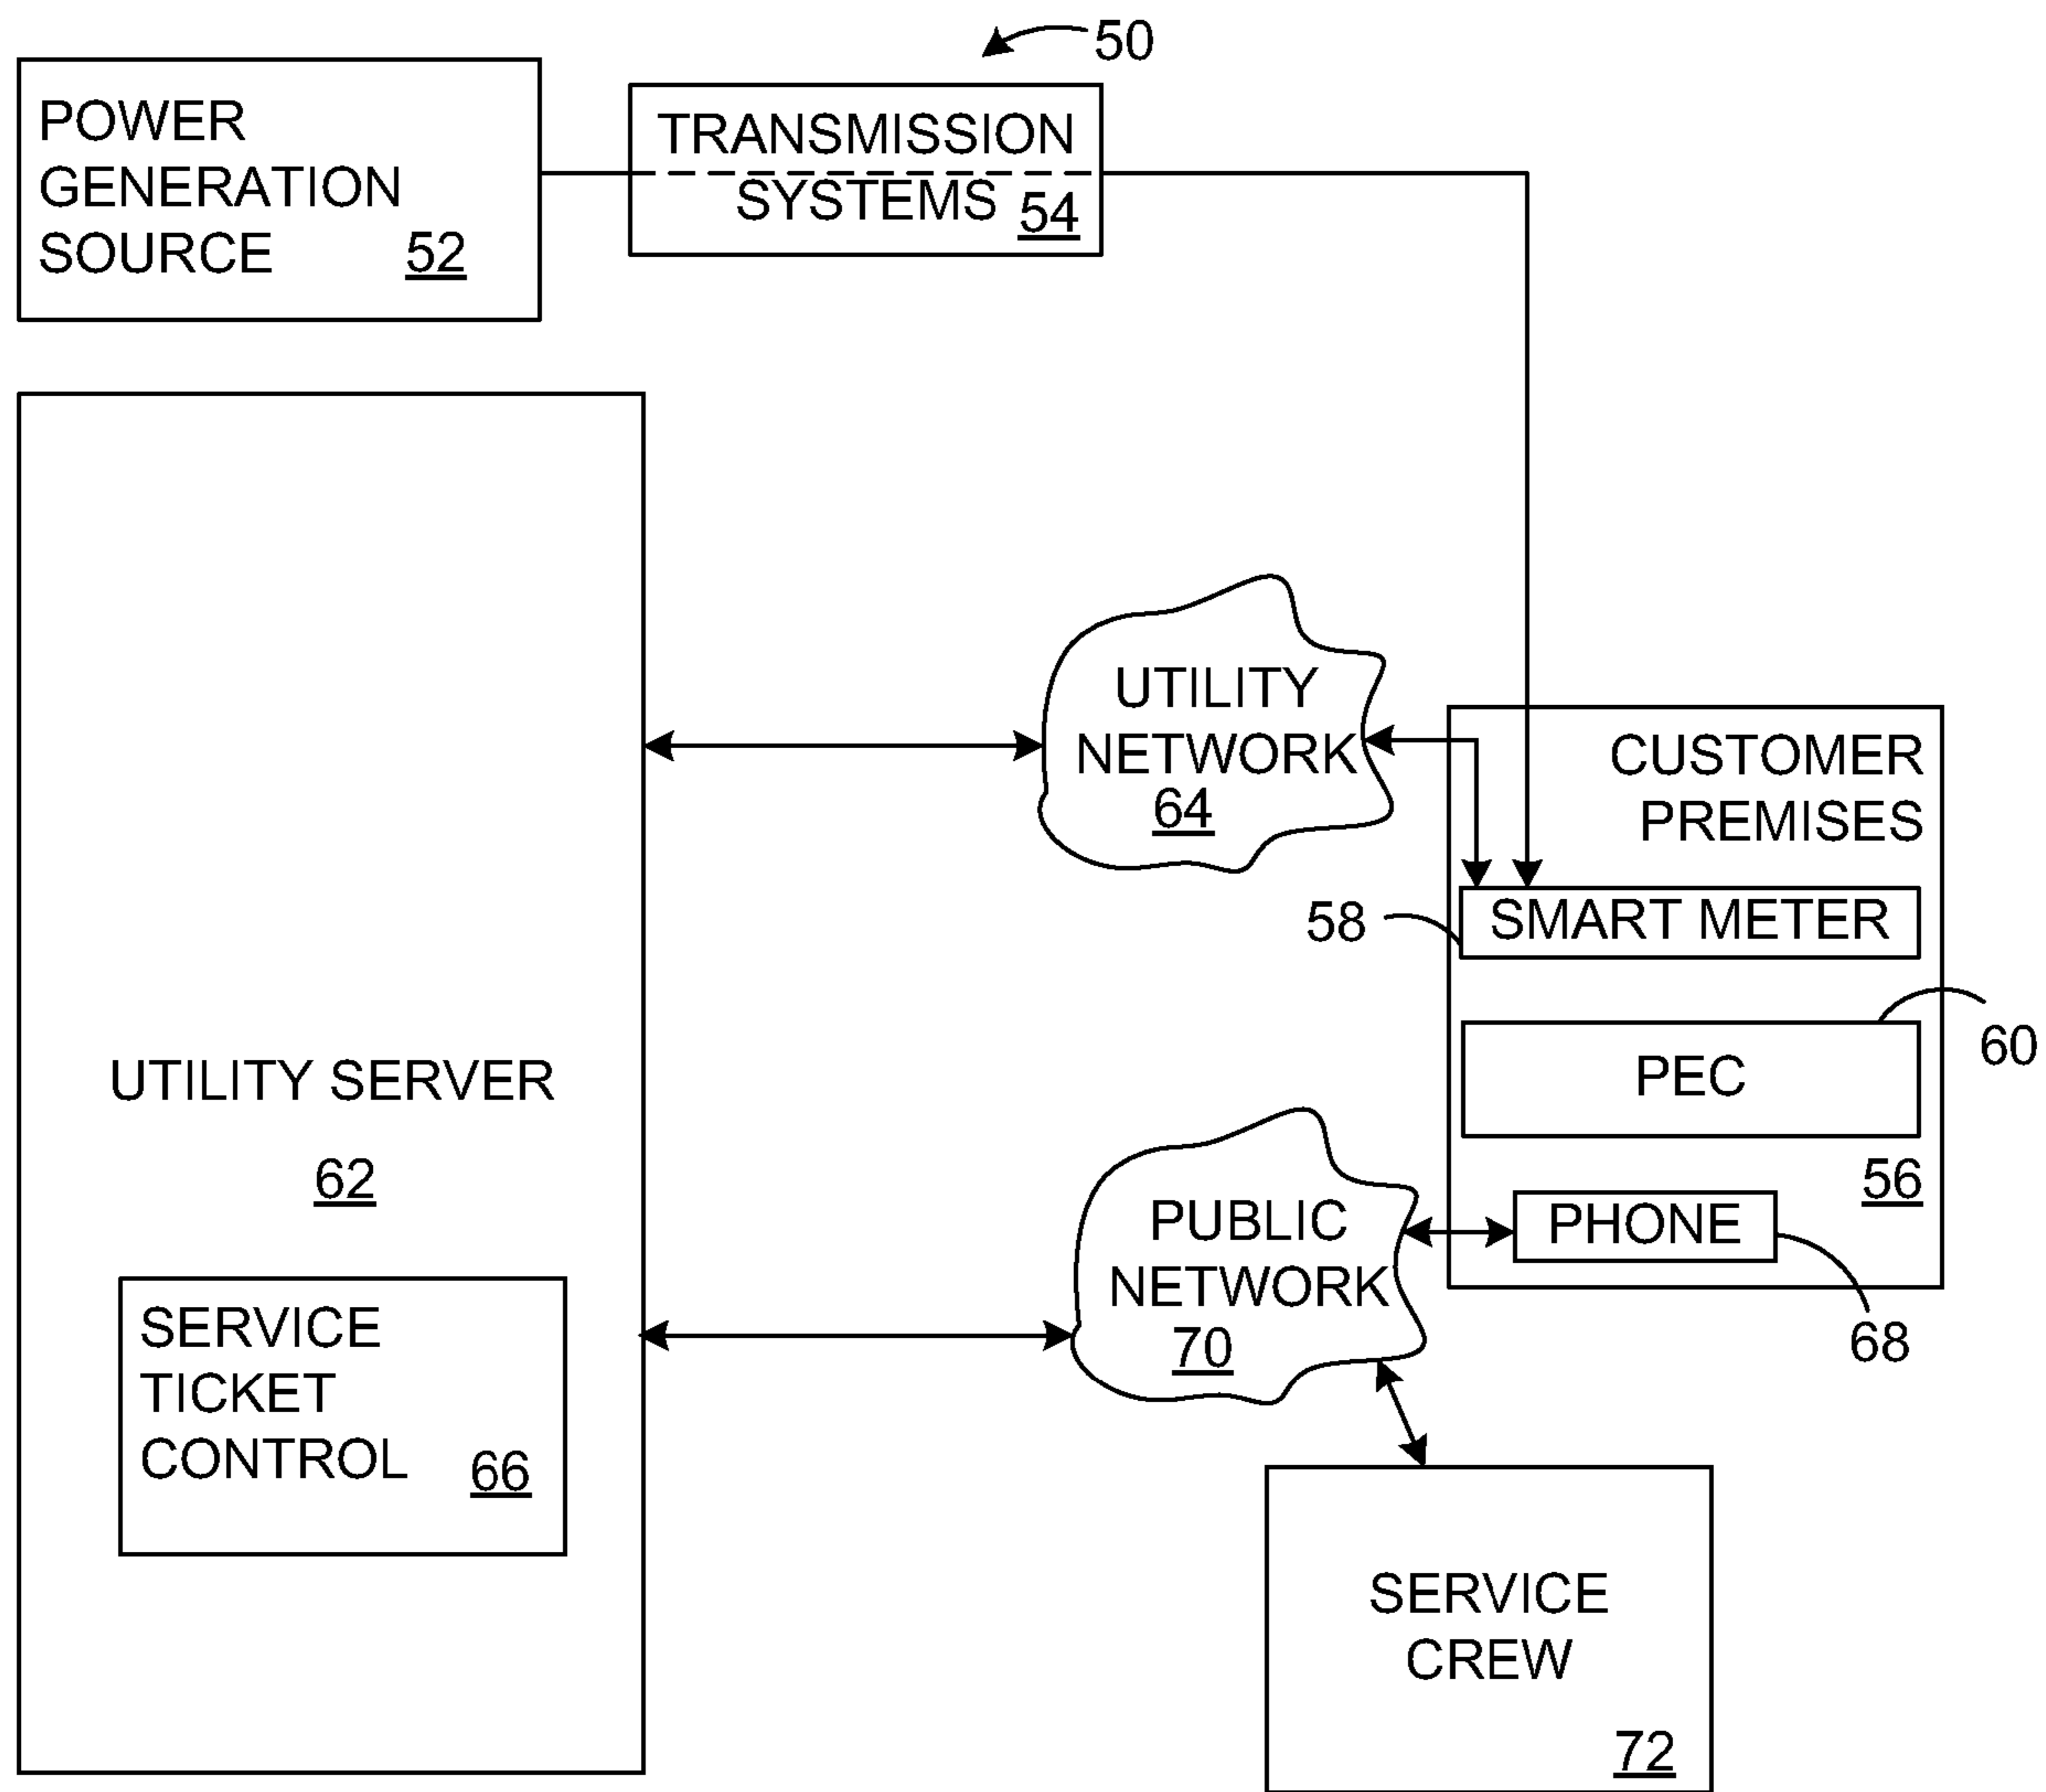 50
POWER
GENERATION
SOURCE 52
TRANSMISSION
SYSTEMS 54
UTILITY
NETWORK
64
CUSTOMER
PREMISES
58
SMART METER
60
PEC
56
UTILITY SERVER
62
PUBLIC
NETWORK
70
PHONE
68
SERVICE
TICKET
CONTROL 66
SERVICE
CREW
72